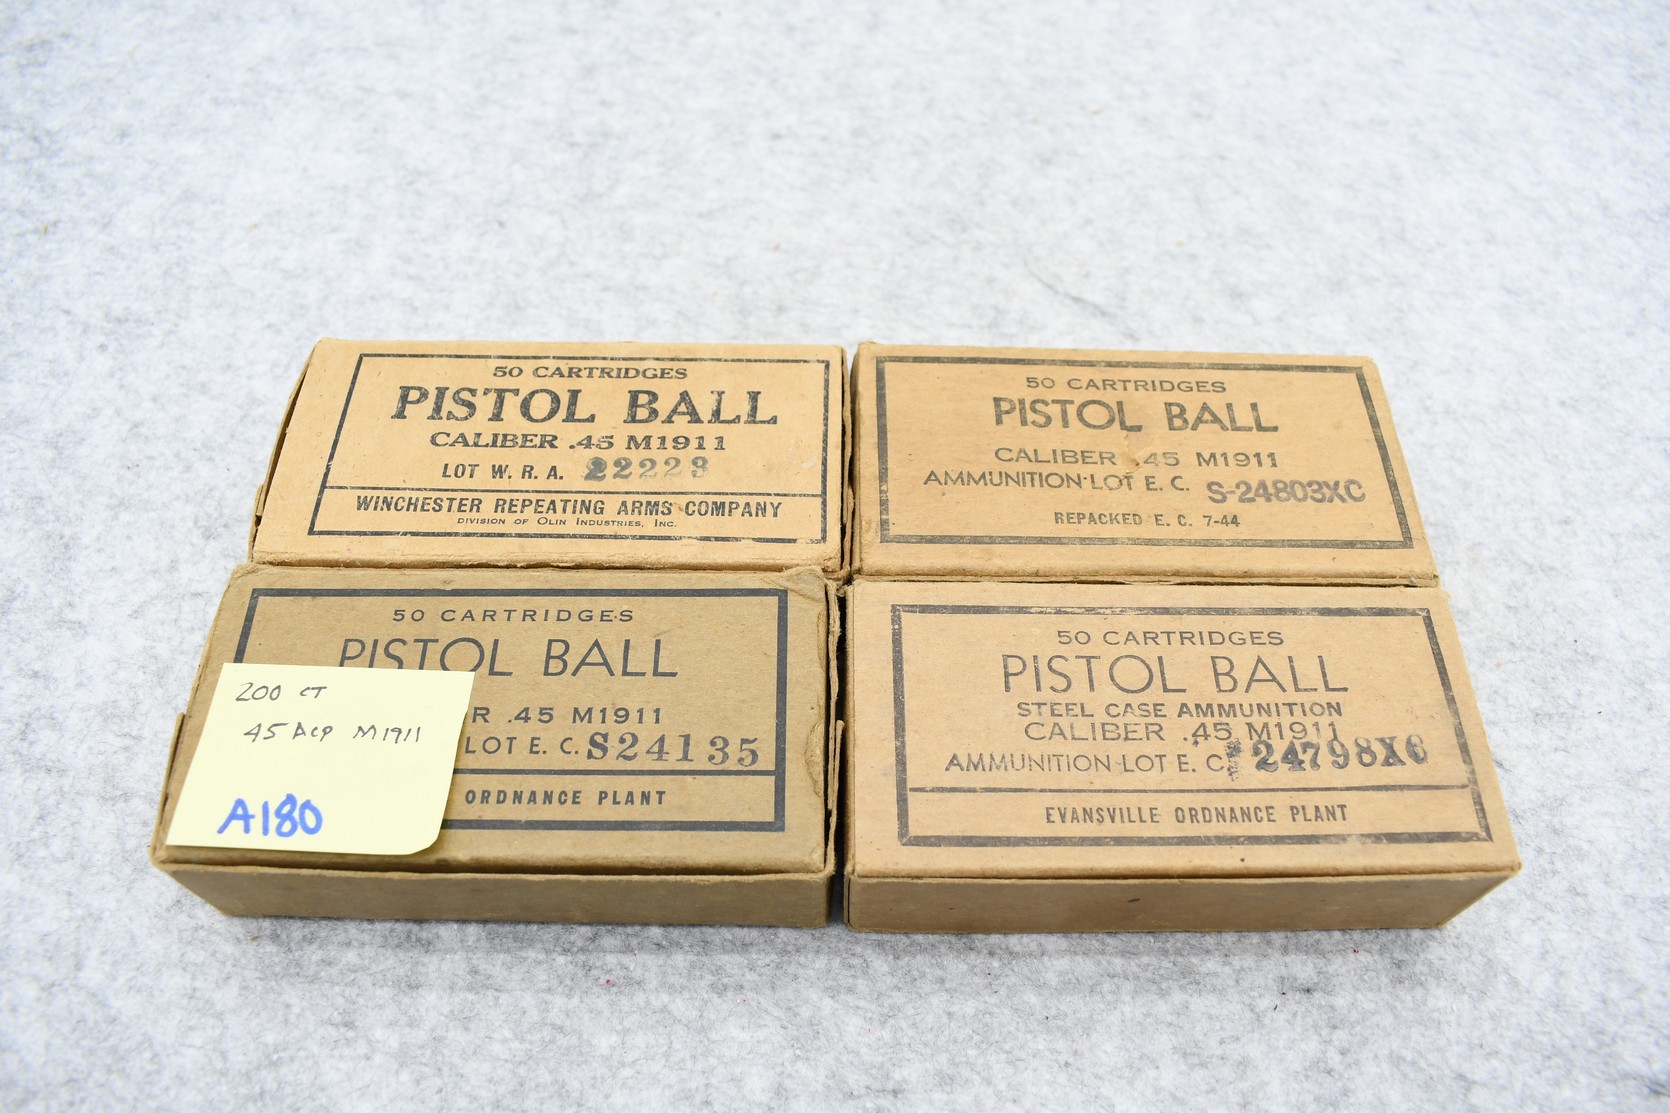 50 CARTRIDGES
PISTOL BALL
CALIBER .45 M1911
LOT W. R. A. 22223
WINCHESTER REPEATING ARMS COMPANY
DIVISION OF OLIN INDUSTRIES, INC.
50 CARTRIDGES
PISTOL BALL
CALIBER .45 M1911
AMMUNITION LOT E. C. S-24803XC
REPACKED E. C. 7-44
50 CARTRIDGES
PISTOL BALL
R .45 M1911
LOT E. C. S24135
ORDNANCE PLANT
200 CT
45 ACP M1911
A180
50 CARTRIDGES
PISTOL BALL
STEEL CASE AMMUNITION
CALIBER .45 M1911
AMMUNITION LOT E. C.
EVANSVILLE ORDNANCE PLANT